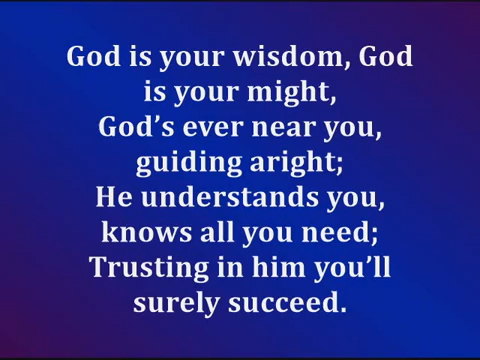 God is your wisdom, God
is your might,
God’s ever near you,
guiding aright;
He understands you,
knows all you need;
Trusting in him you’ll
surely succeed.